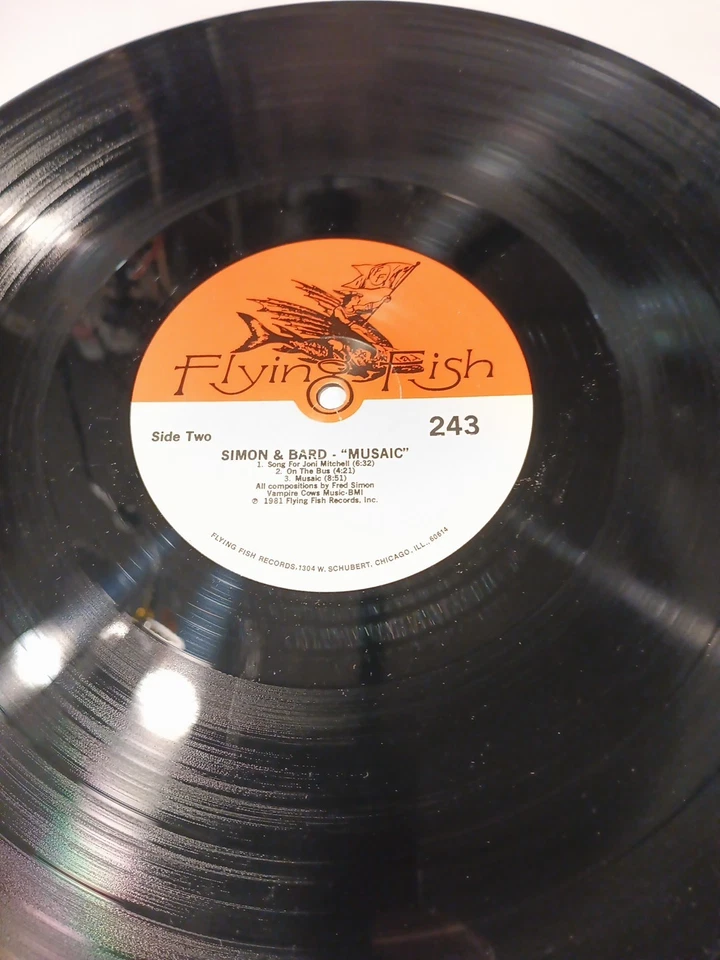 Flying Fish
Side Two
243
SIMON & BARD - "MUSAIC"
1. Song For Joni Mitchell (6:32)
2. On The Bus (4:21)
3. Musaic (8:51)
All compositions by Fred Simon
Vampire Cows Music-BMI
℗ 1981 Flying Fish Records, Inc.
FLYING FISH RECORDS, 1304 W. SCHUBERT, CHICAGO, ILL., 60614